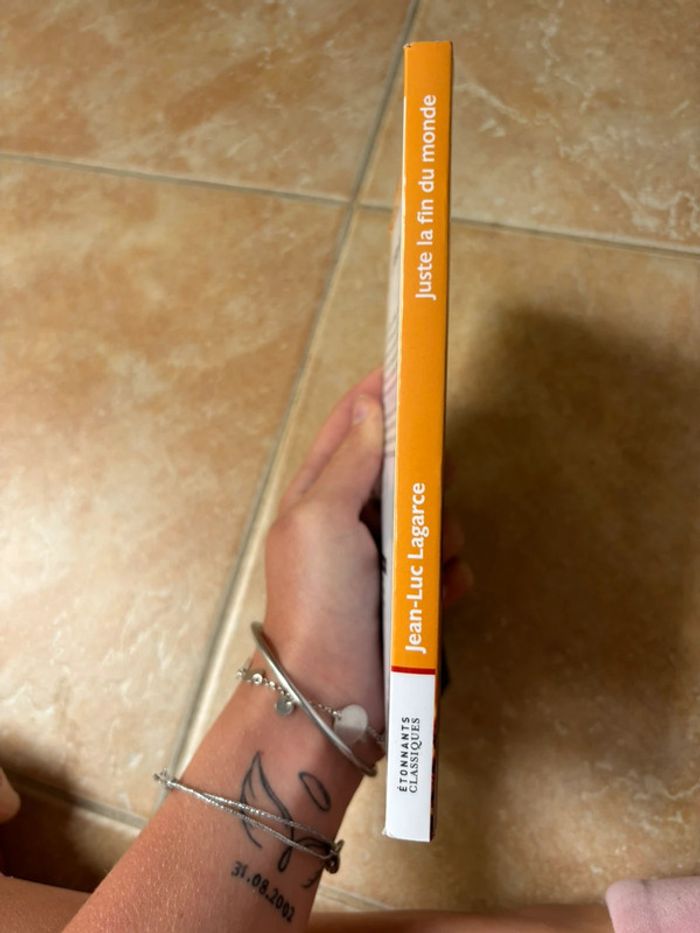 Juste la fin du monde
Jean-Luc Lagarce
ÉTONNANTS
CLASSIQUES
31.08.2002